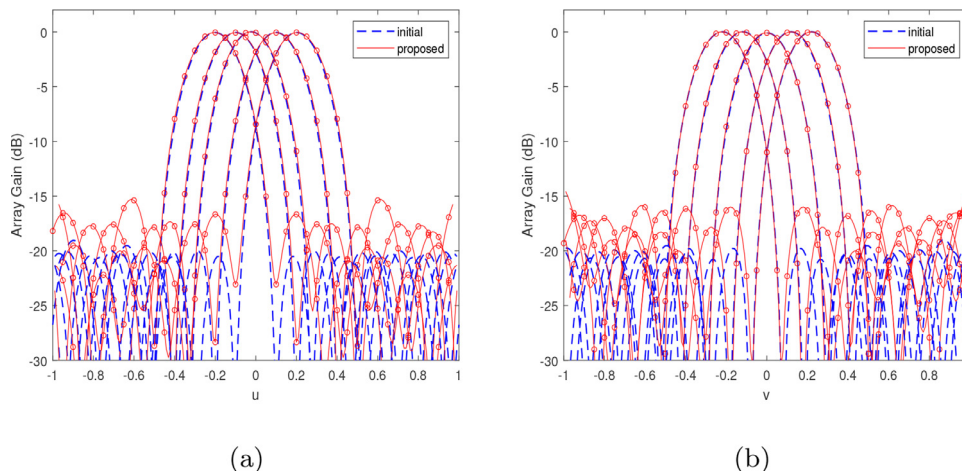 0
-5
-10
-15
-20
-25
-30
Array Gain (dB)
-1 -0.8 -0.6 -0.4 -0.2 0 0.2 0.4 0.6 0.8 1
u
initial
proposed
(a)
0
-5
-10
-15
-20
-25
-30
Array Gain (dB)
-1 -0.8 -0.6 -0.4 -0.2 0 0.2 0.4 0.6 0.8
v
initial
proposed
(b)